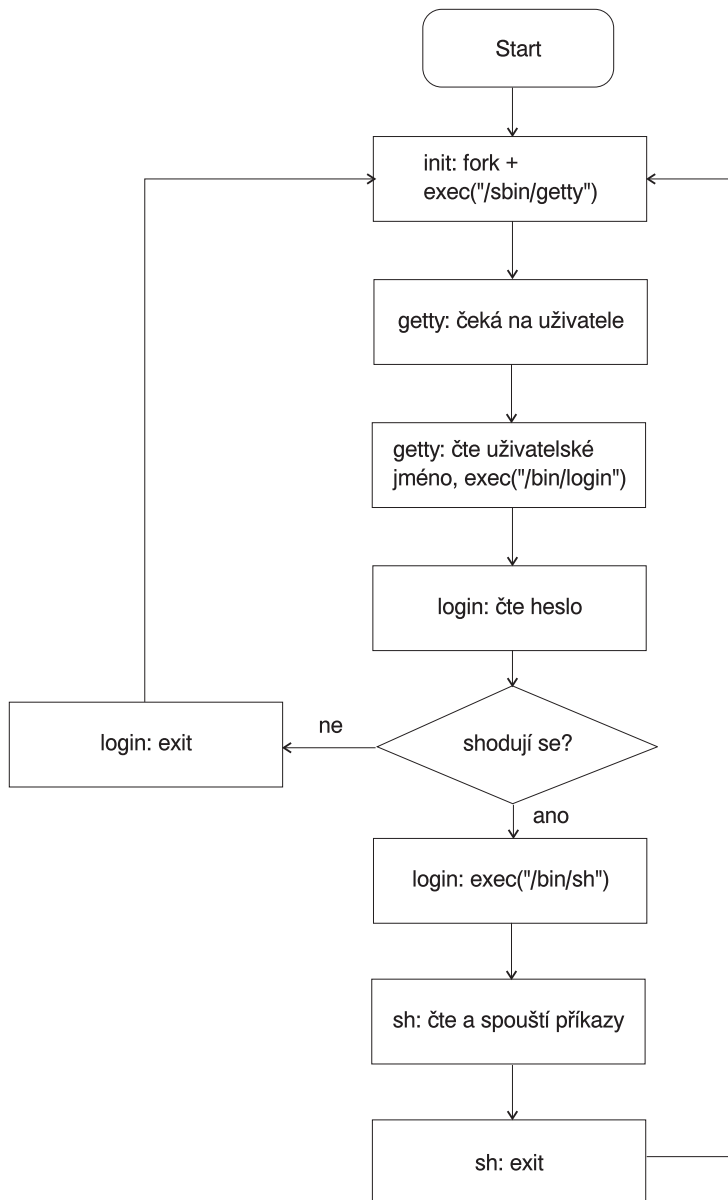 Start
init: fork +
exec("/sbin/getty")
getty: čeká na uživatele
getty: čte uživatelské
jméno, exec("/bin/login")
login: čte heslo
shodují se?
ne
login: exit
ano
login: exec("/bin/sh")
sh: čte a spouští příkazy
sh: exit